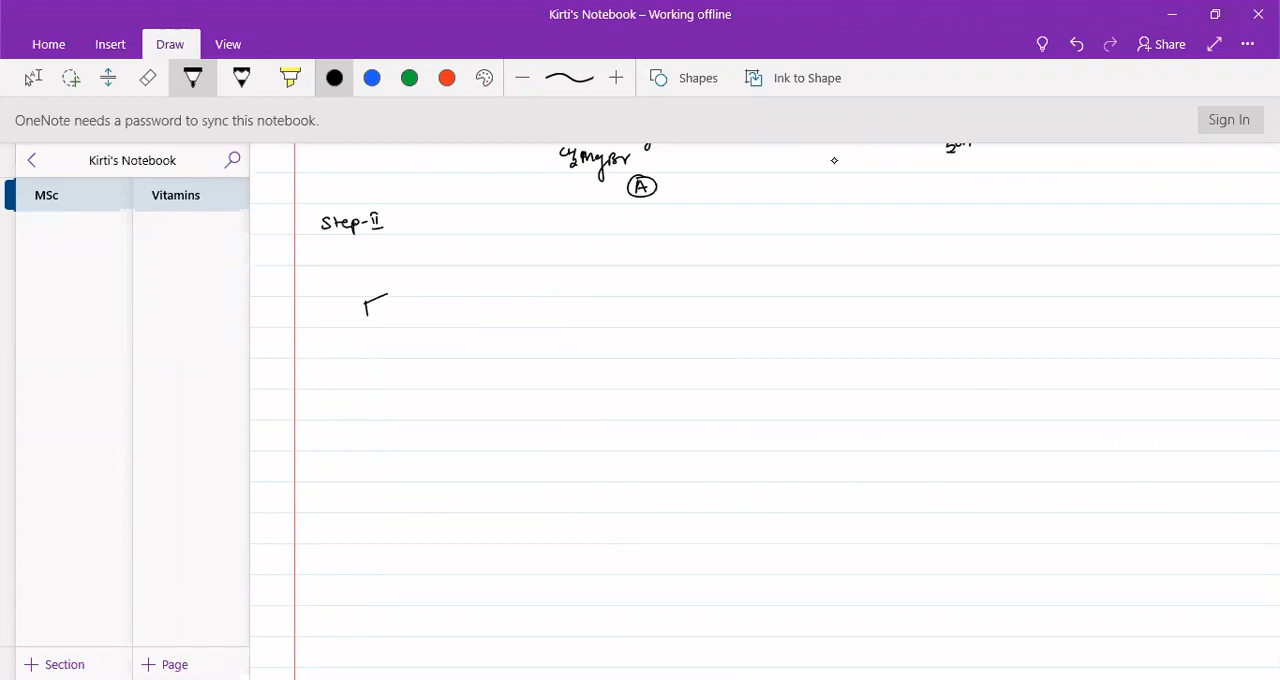 Kirti's Notebook – Working offline
Home Insert Draw View
Share
Shapes Ink to Shape
OneNote needs a password to sync this notebook.
Sign In
Kirti's Notebook
MSc Vitamins
A
Step-II
Section Page